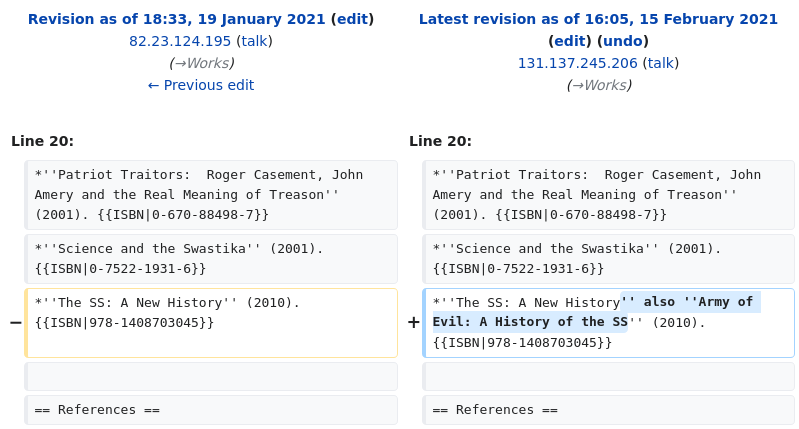 Revision as of 18:33, 19 January 2021 (edit)
82.23.124.195 (talk)
(→Works)
← Previous edit
Latest revision as of 16:05, 15 February 2021
(edit) (undo)
131.137.245.206 (talk)
(→Works)
Line 20:
Line 20:
*''Patriot Traitors:  Roger Casement, John
Amery and the Real Meaning of Treason''
(2001). {{ISBN|0-670-88498-7}}
*''Patriot Traitors:  Roger Casement, John
Amery and the Real Meaning of Treason''
(2001). {{ISBN|0-670-88498-7}}
*''Science and the Swastika'' (2001).
{{ISBN|0-7522-1931-6}}
*''Science and the Swastika'' (2001).
{{ISBN|0-7522-1931-6}}
− *''The SS: A New History'' (2010).
{{ISBN|978-1408703045}}
+ *''The SS: A New History'' also ''Army of
Evil: A History of the SS'' (2010).
{{ISBN|978-1408703045}}
== References ==
== References ==